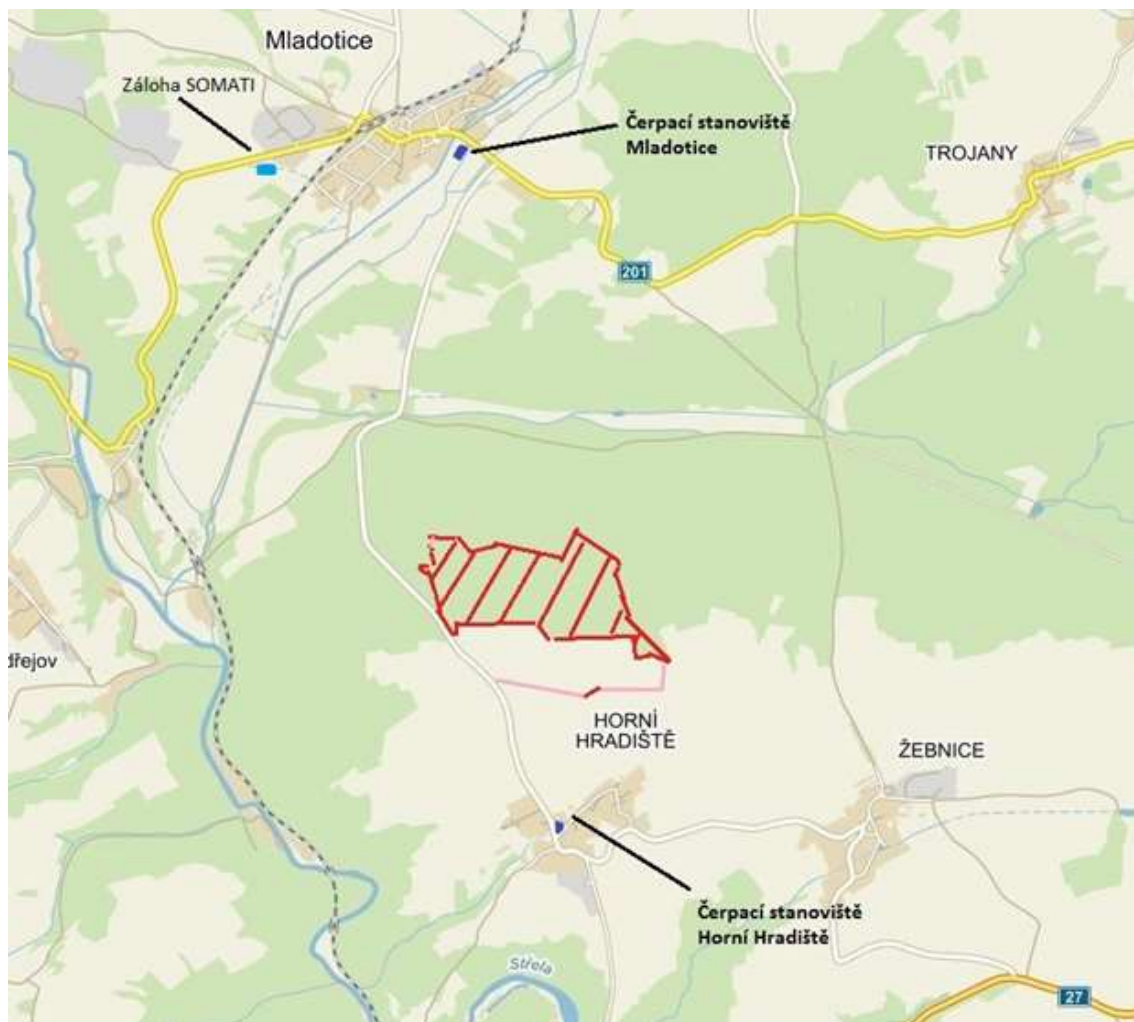 Mladotice
Záloha SOMATI
Čerpací stanoviště
Mladotice
TROJANY
201
dřejov
HORNÍ
HRADIŠTĚ
ŽEBNICE
Čerpací stanoviště
Horní Hradiště
Střela
27